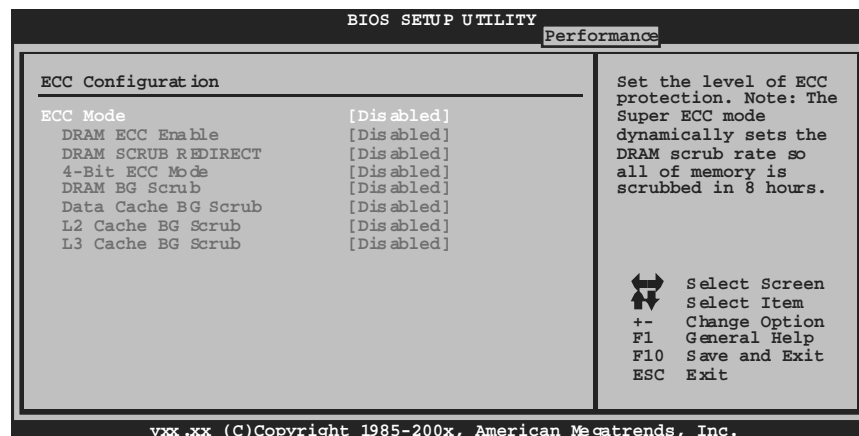 BIOS SETUP UTILITY
Performance
ECC Configuration
ECC Mode [Disabled]
DRAM ECC Enable [Disabled]
DRAM SCRUB REDIRECT [Disabled]
4-Bit ECC Mode [Disabled]
DRAM BG Scrub [Disabled]
Data Cache BG Scrub [Disabled]
L2 Cache BG Scrub [Disabled]
L3 Cache BG Scrub [Disabled]
Set the level of ECC
protection. Note: The
Super ECC mode
dynamically sets the
DRAM scrub rate so
all of memory is
scrubbed in 8 hours.
Select Screen
Select Item
+- Change Option
F1 General Help
F10 Save and Exit
ESC Exit
vxx.xx (C)Copyright 1985-200x, American Megatrends, Inc.